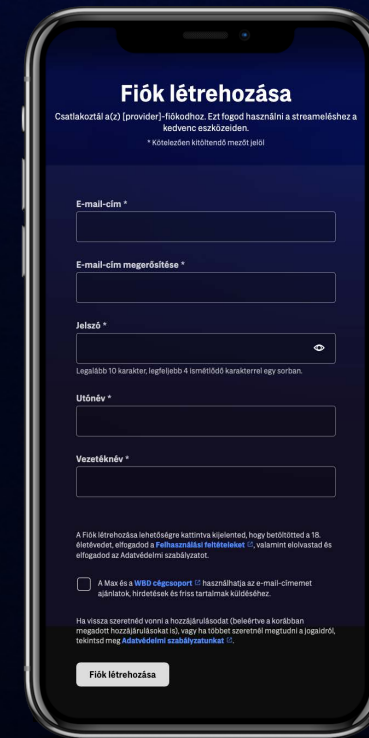 Fiók létrehozása
Csatlakoztál a(z) [provider]-fiókodhoz. Ezt fogod használni a streameléshez a
kedvenc eszközeiden.
* Kötelezően kitöltendő mezőt jelöl
E-mail-cím *
E-mail-cím megerősítése *
Jelszó *
Legalább 10 karakter, legfeljebb 4 ismétlődő karakterrel egy sorban.
Utónév *
Vezetéknév *
A Fiók létrehozása lehetőségre kattintva kijelented, hogy betöltötted a 18.
életévedet, elfogadod a Felhasználási feltételeket, valamint elolvastad és
elfogadod az Adatvédelmi szabályzatot.
A Max és a WBD cégcsoport használhatja az e-mail-címemet
ajánlatok, hirdetések és friss tartalmak küldéséhez.
Ha vissza szeretnéd vonni a hozzájárulásodat (beleértve a korábban
megadott hozzájárulásokat is), vagy ha többet szeretnél megtudni a jogaidról,
tekintsd meg Adatvédelmi szabályzatunkat.
Fiók létrehozása